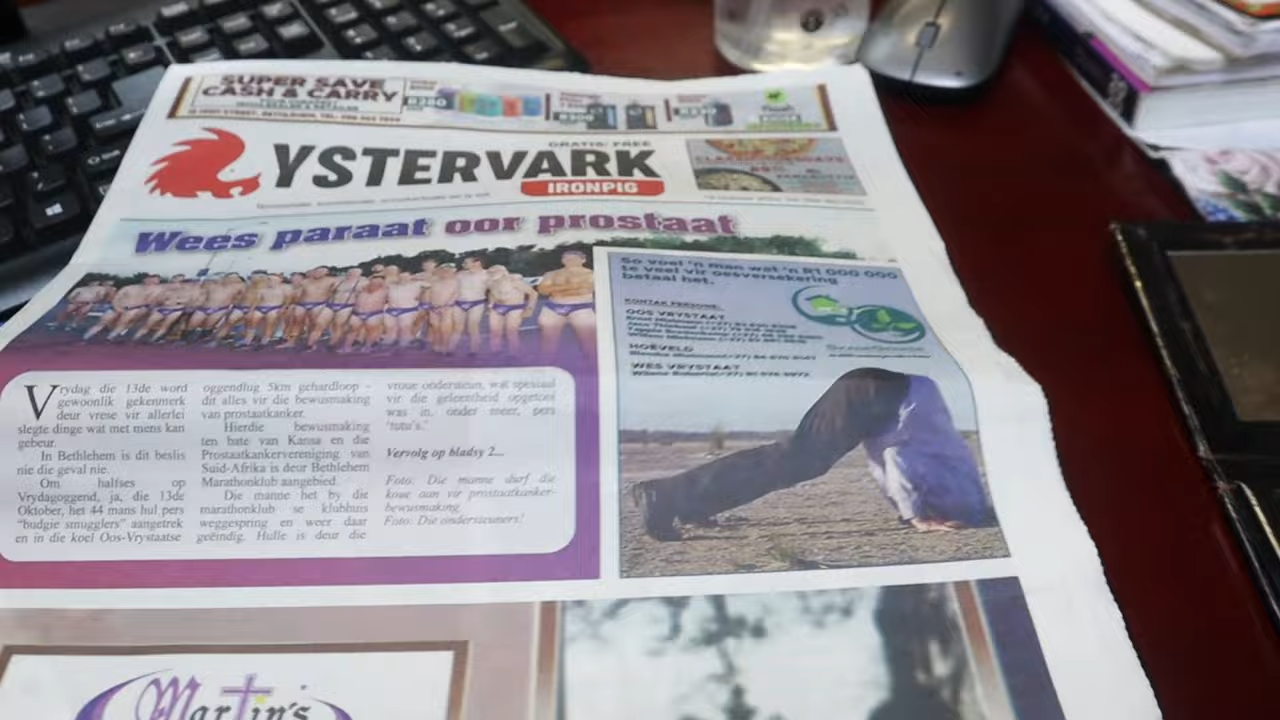 SUPER SAVE
CASH & CARRY
GRATIS/ FREE
YSTERVARK
IRONPIG
Wees paraat oor prostaat
So voel 'n man wat 'n R1 000 000
te veel vir oesversekering
betaal het.
KONTAK PERSONE:
OOS VRYSTAAT
HOEVELD
WES VRYSTAAT
Vrydag die 13de word
gewoonlik gekenmerk
deur vrese vir allerlei
slegte dinge wat met mens kan
gebeur.
In Bethlehem is dit beslis
nie die geval nie.
Om halfses op
Vrydagoggend, ja, die 13de
Oktober, het 44 mans hul pers
"budgie smugglers" aangetrek
en in die koel Oos-Vrystaatse
oggendlug 5km gehardloop -
dit alles vir die bewusmaking
van prostaatkanker.
Hierdie bewusmaking
ten bate van Kansa en die
Prostaatkankervereniging van
Suid-Afrika is deur Bethlehem
Marathonklub aangebied.
Die manne het by die
marathonklub se klubhuis
weggespring en weer daar
geëindig. Hulle is deur die
vroue ondersteun, wat spesiaal
vir die geleentheid opgetooi
was in, onder meer, pers
'tutu's.'
Vervolg op bladsy 2...
Foto: Die manne durf die
koue aan vir prostaatkanker-
bewusmaking.
Foto: Die ondersteuners!
Martin's